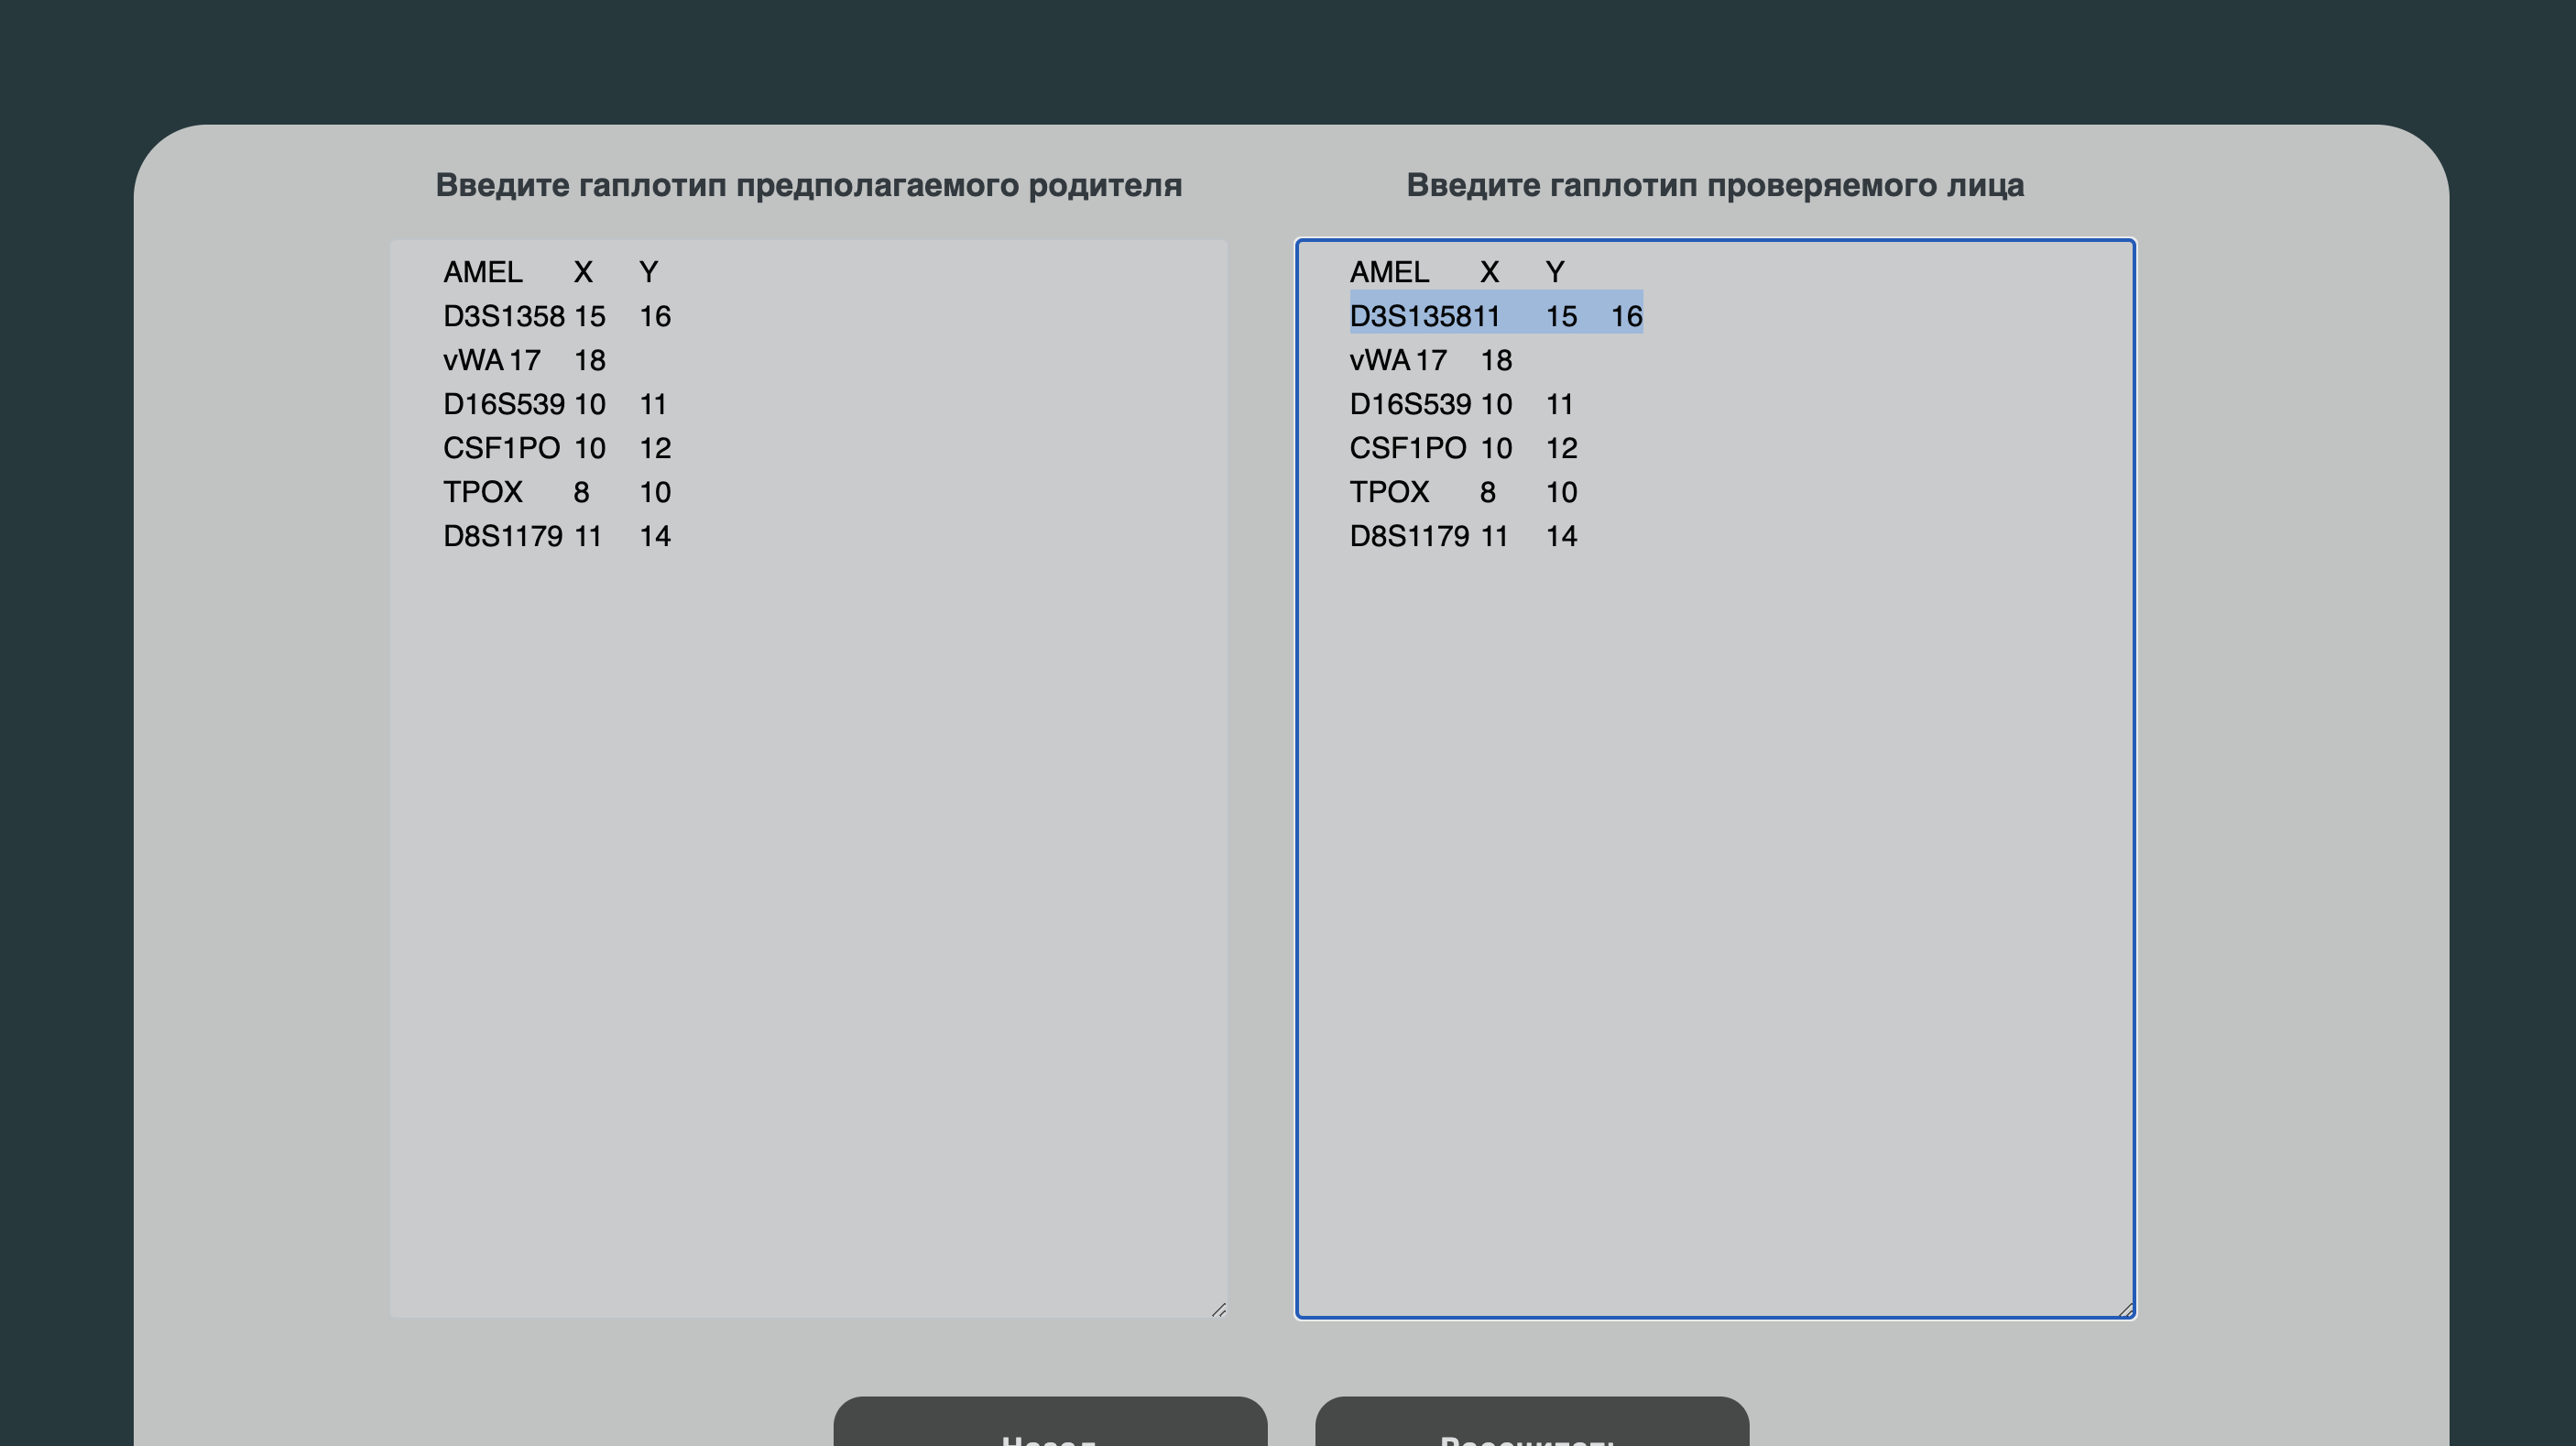 Введите гаплотип предполагаемого родителя
AMEL X Y
D3S1358 15 16
vWA 17 18
D16S539 10 11
CSF1PO 10 12
TPOX 8 10
D8S1179 11 14
Введите гаплотип проверяемого лица
AMEL X Y
D3S135811 15 16
vWA 17 18
D16S539 10 11
CSF1PO 10 12
TPOX 8 10
D8S1179 11 14